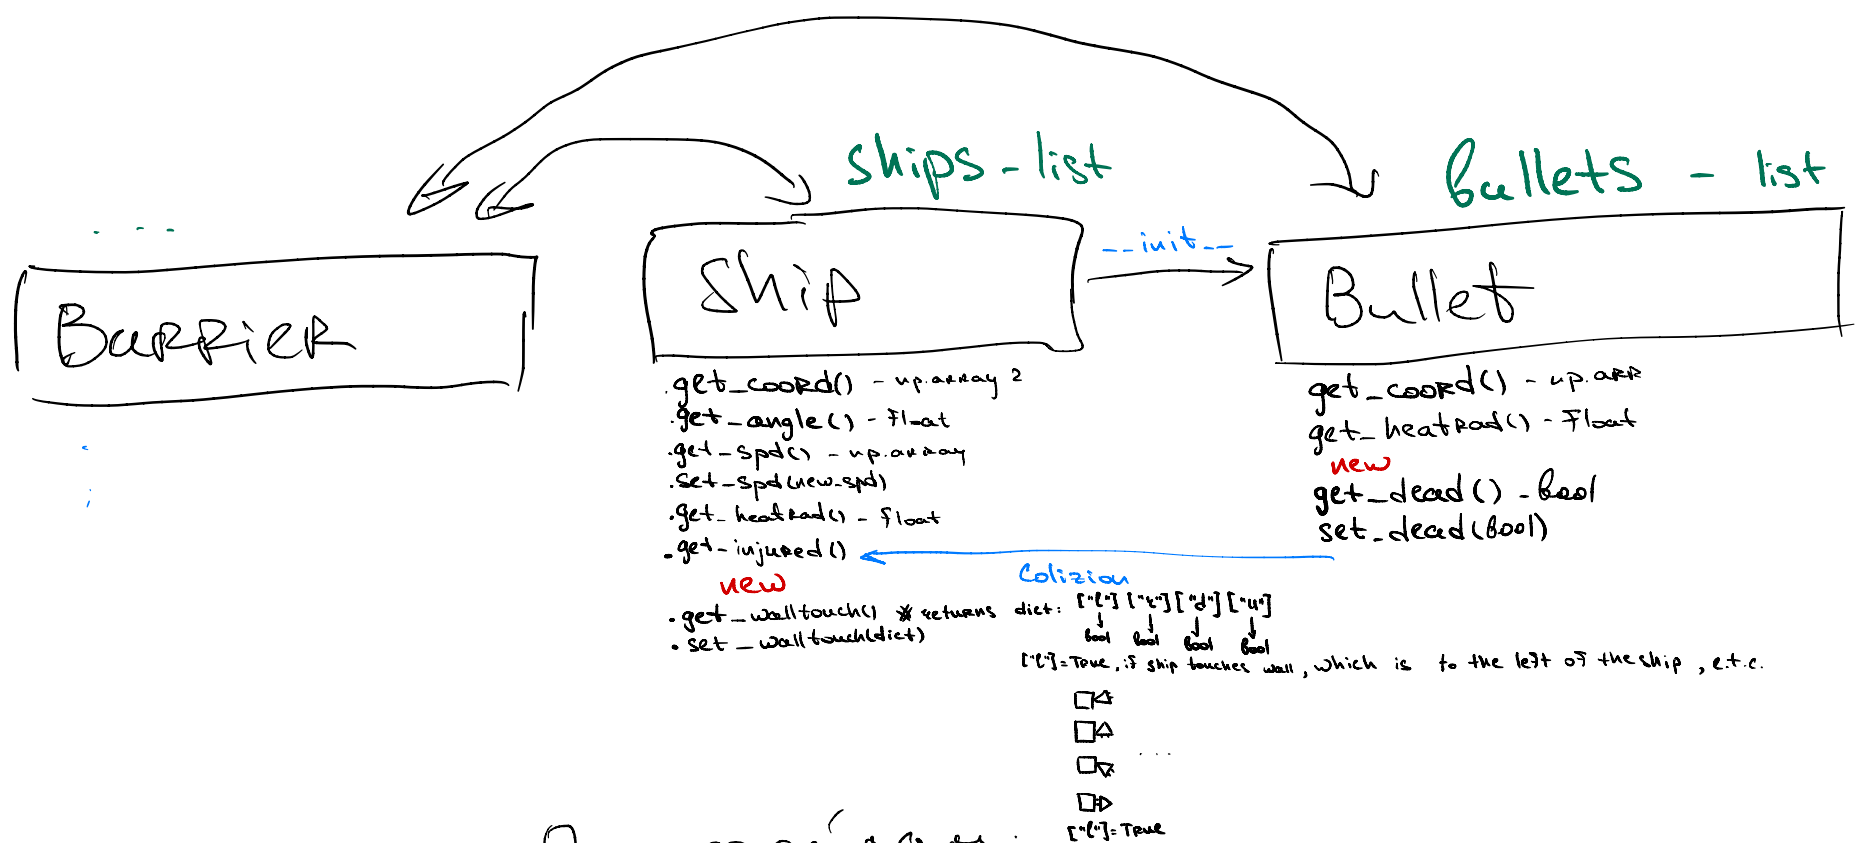 ships - list
bullets - list
. . .
Barrier
Ship
__init__
Bullet
.get_coord() - np.array 2
.get_angle() - float
.get_spd() - np.array
.set_spd(new_spd)
.get_heatrad() - float
.get_injured()
new
.get_walltouch() * returns dict: ["l"] ["r"] ["d"] ["u"]
bool bool bool bool
.set_walltouch(dict)
["l"]=True, if ship touches wall, which is to the left of the ship, e.t.c.
. . .
["l"]=True
get_coord() - np.arr
get_heatrad() - float
new
get_dead() - bool
set_dead(bool)
Colizion